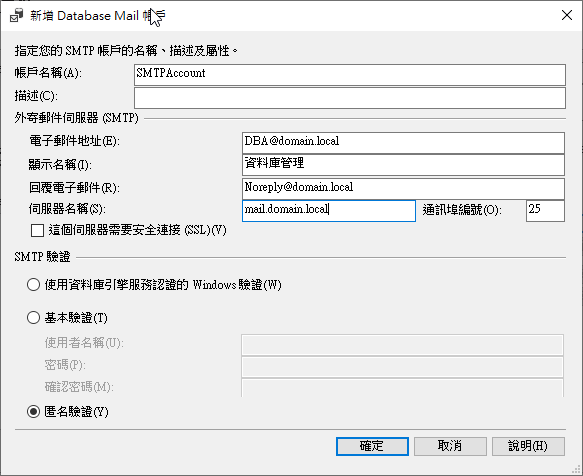 新增 Database Mail 帳戶
指定您的 SMTP 帳戶的名稱、描述及屬性。
帳戶名稱(A): SMTPAccount
描述(C):
外寄郵件伺服器 (SMTP)
電子郵件地址(E): DBA@domain.local
顯示名稱(I): 資料庫管理
回覆電子郵件(R): Noreply@domain.local
伺服器名稱(S): mail.domain.local 通訊埠編號(O): 25
這個伺服器需要安全連接 (SSL)(V)
SMTP 驗證
使用資料庫引擎服務認證的 Windows 驗證(W)
基本驗證(T)
使用者名稱(U):
密碼(P):
確認密碼(M):
匿名驗證(Y)
確定 取消 說明(H)